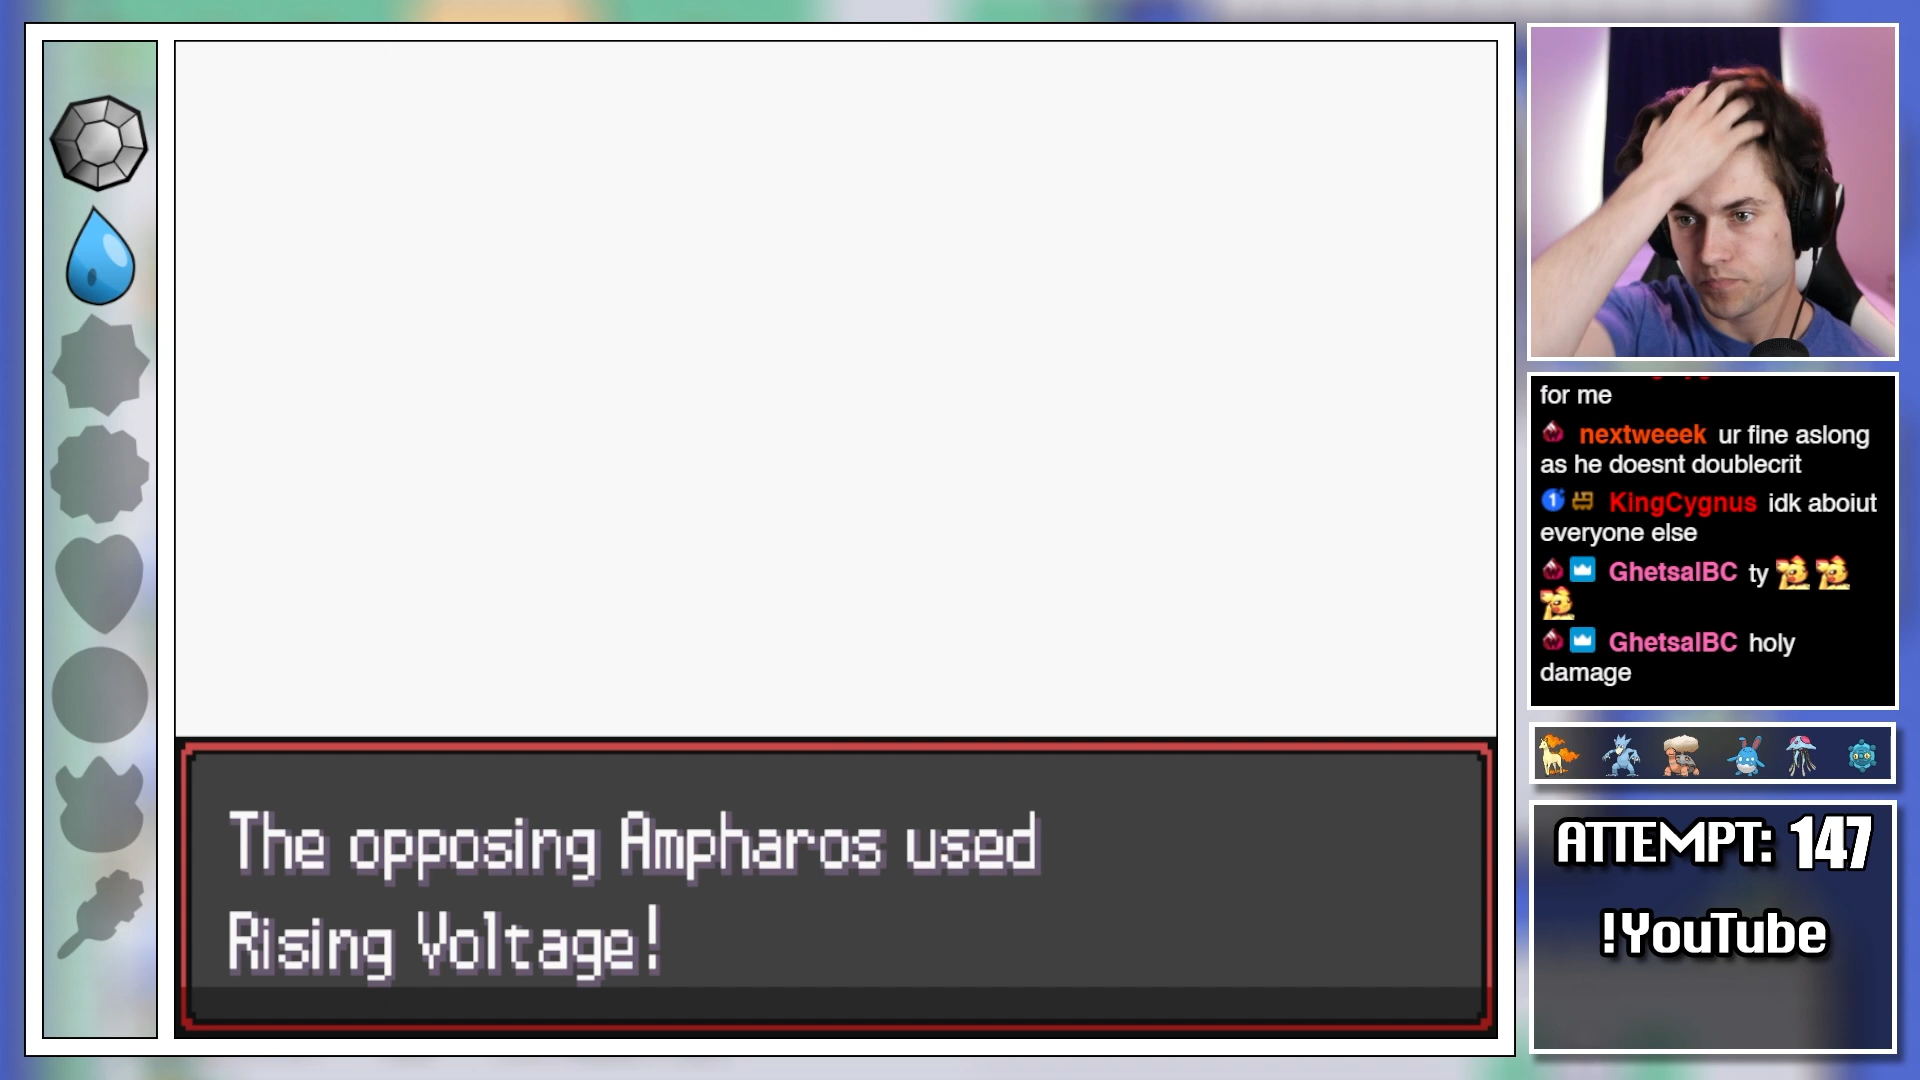 The opposing Ampharos used
Rising Voltage!
for me
nextweeek ur fine aslong
as he doesnt doublecrit
1 KingCygnus idk aboiut
everyone else
GhetsalBC ty
GhetsalBC holy
damage
ATTEMPT: 147
!YouTube